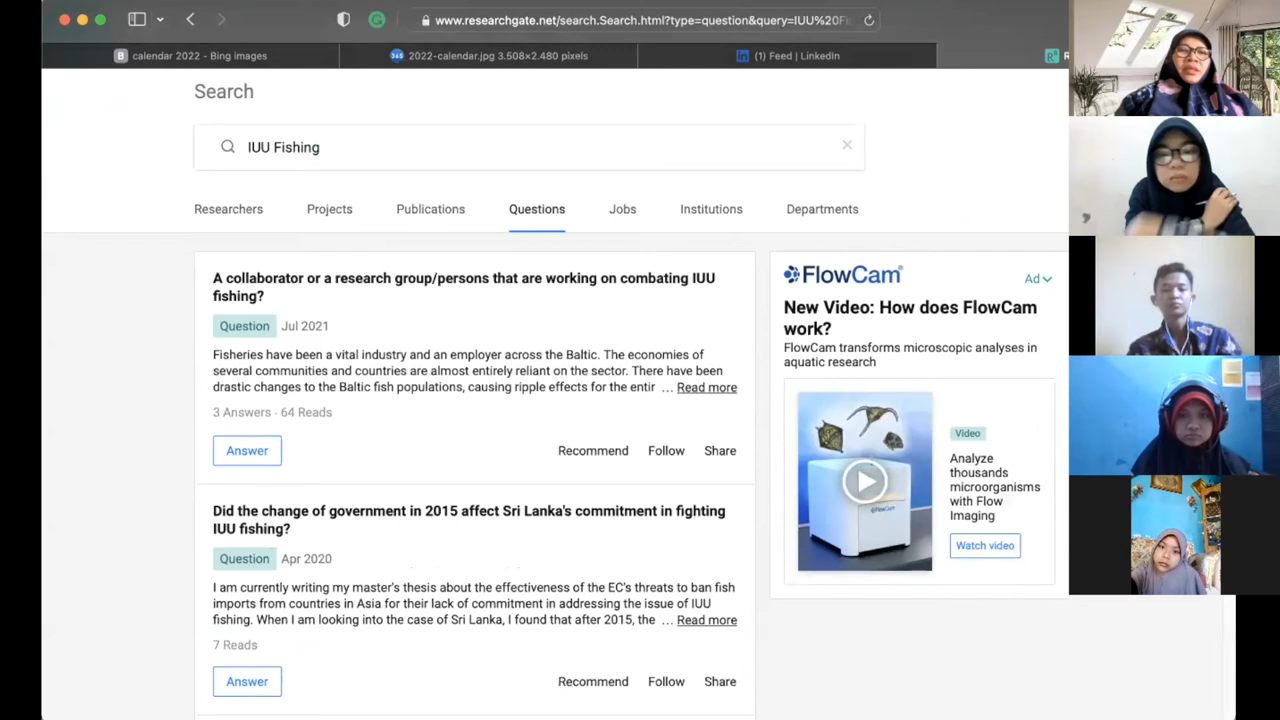 www.researchgate.net/search.Search.html?type=question&query=IUU%20Fi
calendar 2022 - Bing images
2022-calendar.jpg 3.508×2.480 pixels
(1) Feed | LinkedIn
Search
IUU Fishing
Researchers
Projects
Publications
Questions
Jobs
Institutions
Departments
A collaborator or a research group/persons that are working on combating IUU
fishing?
Question Jul 2021
Fisheries have been a vital industry and an employer across the Baltic. The economies of
several communities and countries are almost entirely reliant on the sector. There have been
drastic changes to the Baltic fish populations, causing ripple effects for the entir ... Read more
3 Answers · 64 Reads
Answer
Recommend
Follow
Share
Did the change of government in 2015 affect Sri Lanka's commitment in fighting
IUU fishing?
Question Apr 2020
I am currently writing my master's thesis about the effectiveness of the EC's threats to ban fish
imports from countries in Asia for their lack of commitment in addressing the issue of IUU
fishing. When I am looking into the case of Sri Lanka, I found that after 2015, the ... Read more
7 Reads
Answer
Recommend
Follow
Share
FlowCam®
Ad
New Video: How does FlowCam
work?
FlowCam transforms microscopic analyses in
aquatic research
FlowCam
Video
Analyze
thousands
microorganisms
with Flow
Imaging
Watch video